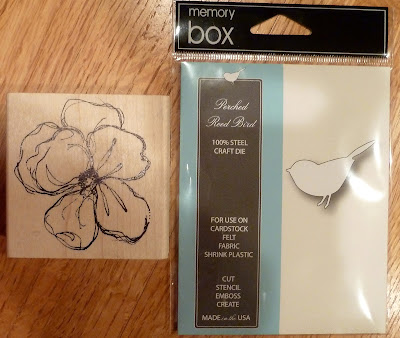 memory
box
Perched
Reed Bird
100% STEEL
CRAFT DIE
FOR USE ON
CARDSTOCK
FELT
FABRIC
SHRINK PLASTIC
CUT
STENCIL
EMBOSS
CREATE
MADE in the USA